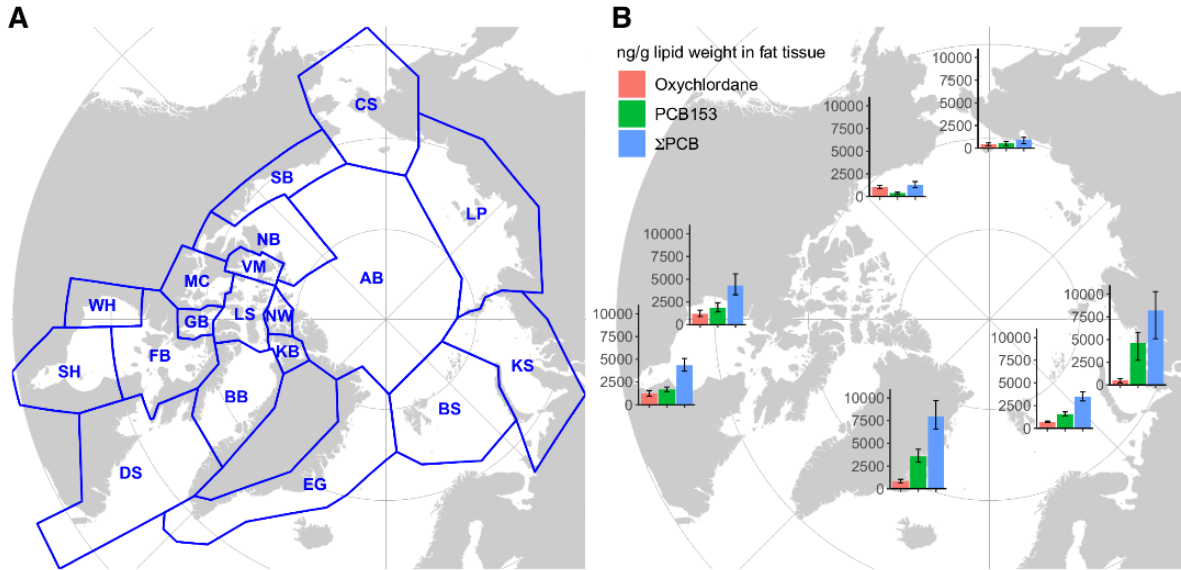 A
CS
SB
LP
NB
VM
AB
MC
WH
GB
LS
NW
KB
FB
SH
KS
BB
BS
DS
EG
B
ng/g lipid weight in fat tissue
Oxychlordane
PCB153
ΣPCB
10000
7500
5000
2500
0
10000
7500
5000
2500
0
10000
7500
5000
2500
0
10000
7500
5000
2500
0
10000
7500
5000
2500
0
10000
7500
5000
2500
0
10000
7500
5000
2500
0